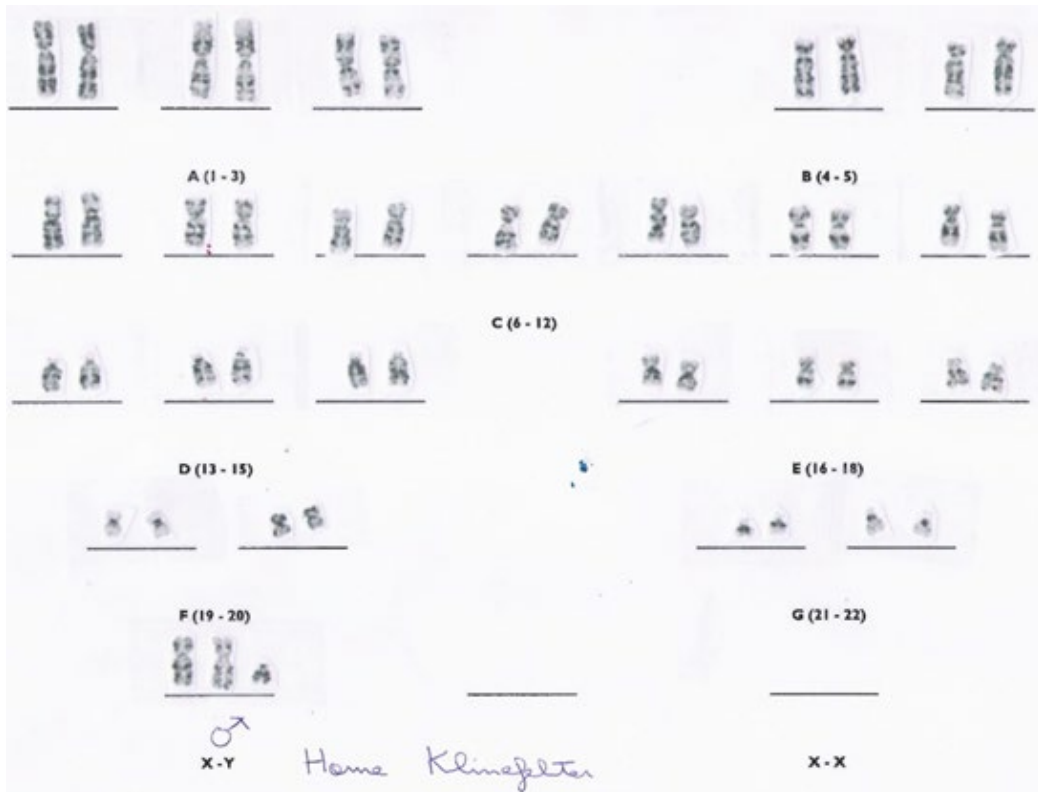 A (1 - 3)
B (4 - 5)
C (6 - 12)
D (13 - 15)
E (16 - 18)
F (19 - 20)
G (21 - 22)
♂
X - Y
Home Klinefelter
X - X